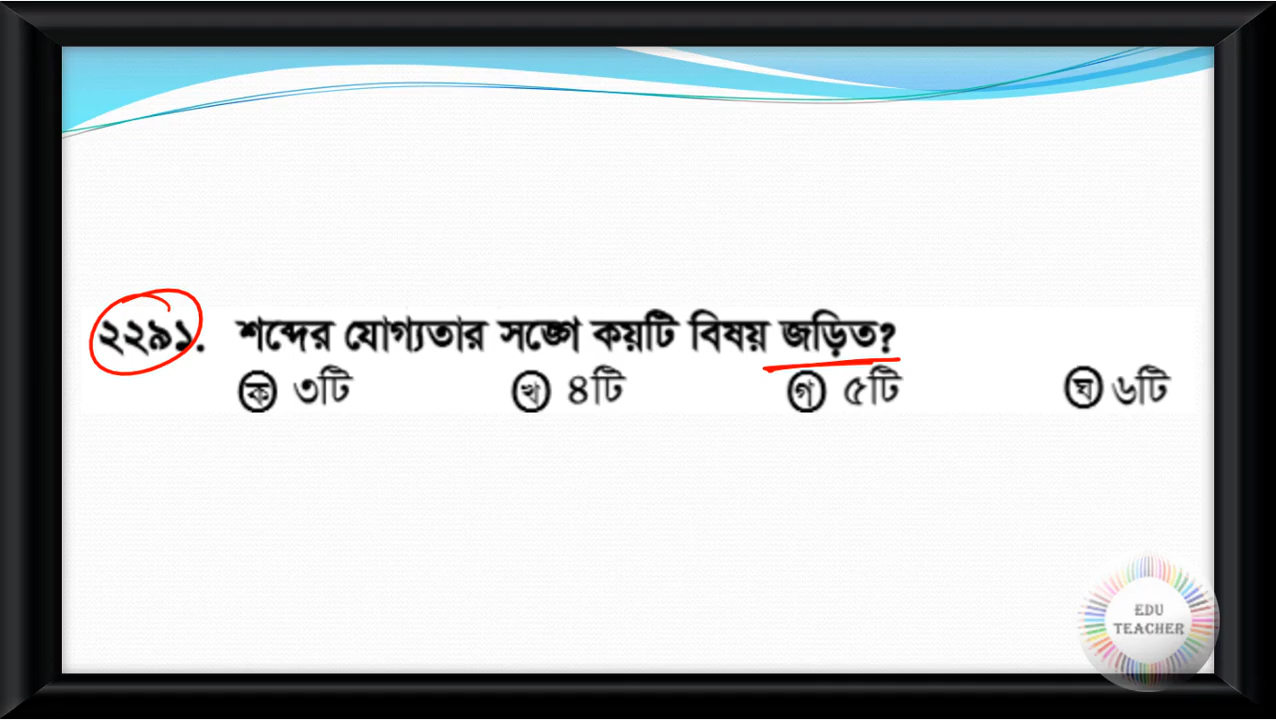 ২২৯১. শব্দের যোগ্যতার সঙ্গে কয়টি বিষয় জড়িত?
ক ৩টি খ ৪টি গ ৫টি ঘ ৬টি
EDU
TEACHER